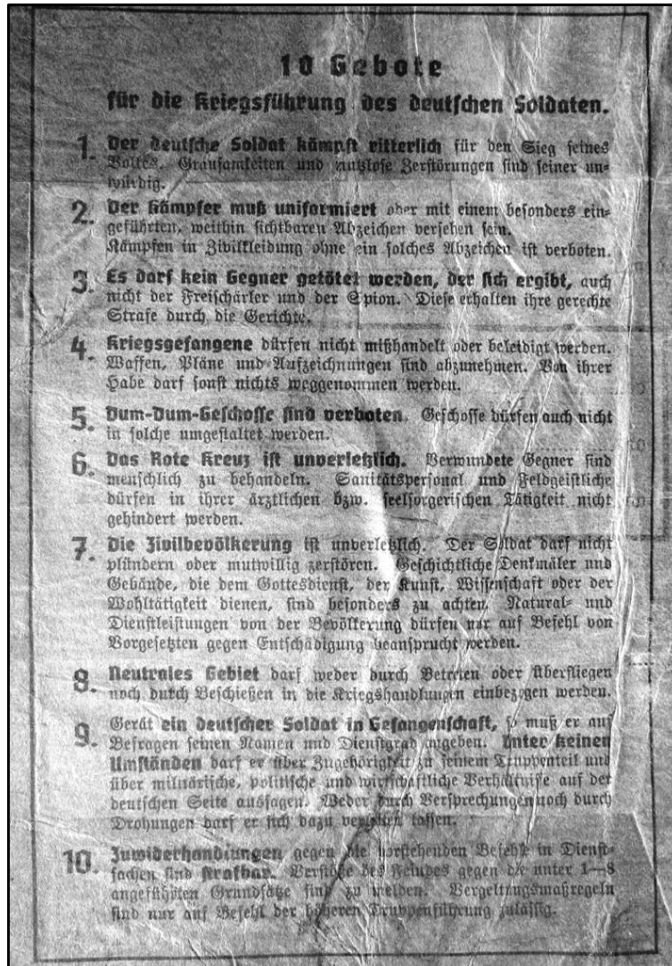 10 Gebote
für die Kriegsführung des deutschen Soldaten.
1. Der deutsche Soldat kämpft ritterlich für den Sieg seines
Volkes. Grausamkeiten und nutzlose Zerstörungen sind seiner un-
würdig.
2. Der Kämpfer muß uniformiert oder mit einem besonders ein-
geführten, weithin sichtbaren Abzeichen versehen sein.
Kämpfen in Zivilkleidung ohne ein solches Abzeichen ist verboten.
3. Es darf kein Gegner getötet werden, der sich ergibt, auch
nicht der Freischärler und der Spion. Diese erhalten ihre gerechte
Strafe durch die Gerichte.
4. Kriegsgefangene dürfen nicht mißhandelt oder beleidigt werden.
Waffen, Pläne und Aufzeichnungen sind abzunehmen. Von ihrer
Habe darf sonst nichts weggenommen werden.
5. Dum-Dum-Geschosse sind verboten. Geschosse dürfen auch nicht
in solche umgestaltet werden.
6. Das Rote Kreuz ist unverletzlich. Verwundete Gegner sind
menschlich zu behandeln. Sanitätspersonal und Feldgeistliche
dürfen in ihrer ärztlichen bzw. seelsorgerischen Tätigkeit nicht
gehindert werden.
7. Die Zivilbevölkerung ist unverletzlich. Der Soldat darf nicht
plündern oder mutwillig zerstören. Geschichtliche Denkmäler und
Gebäude, die dem Gottesdienst, der Kunst, Wissenschaft oder der
Wohltätigkeit dienen, sind besonders zu achten. Natural- und
Dienstleistungen von der Bevölkerung dürfen nur auf Befehl von
Vorgesetzten gegen Entschädigung beansprucht werden.
8. Neutrales Gebiet darf weder durch Betreten oder Überfliegen
noch durch Beschießen in die Kriegshandlungen einbezogen werden.
9. Gerät ein deutscher Soldat in Gefangenschaft, so muß er auf
Befragen seinen Namen und Dienstgrad angeben. Unter keinen
Umständen darf er über Zugehörigkeit zu seinem Truppenteil und
über militärische, politische und wirtschaftliche Verhältnisse auf der
deutschen Seite aussagen. Weder durch Versprechungen noch durch
Drohungen darf er sich dazu verleiten lassen.
10. Zuwiderhandlungen gegen die vorstehenden Befehle in Dienst-
sachen sind strafbar. Verstöße des Feindes gegen die unter 1—8
angeführten Grundsätze sind zu melden. Vergeltungsmaßregeln
sind nur auf Befehl der höheren Truppenführung zulässig.